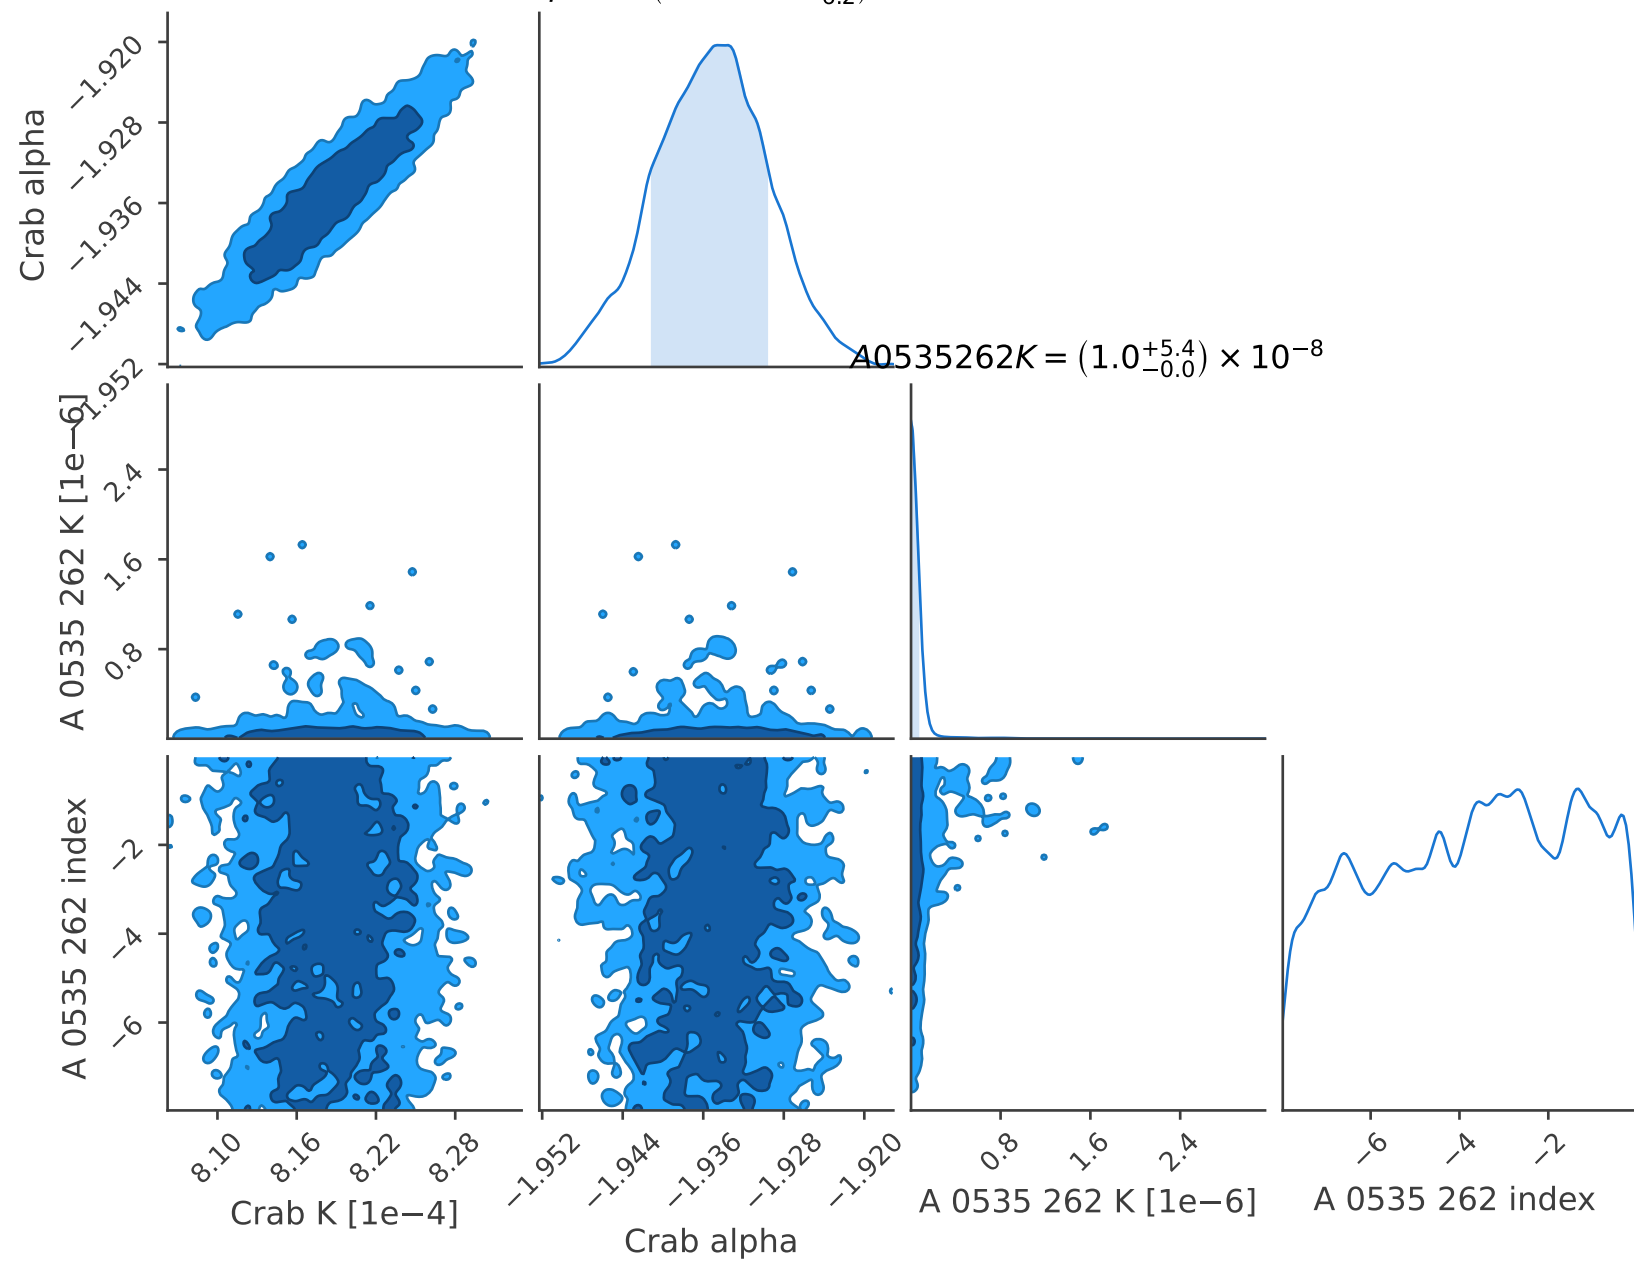 Crab alpha
−1.920
−1.928
−1.936
−1.944
−1.952
A0535262K = (1.0 +5.4 −0.0) × 10−8
A 0535 262 K [1e−6]
2.4
1.6
0.8
A 0535 262 index
−2
−4
−6
8.10 8.16 8.22 8.28
−1.952 −1.944 −1.936 −1.928 −1.920
0.8 1.6 2.4
−6 −4 −2
Crab K [1e−4]
Crab alpha
A 0535 262 K [1e−6]
A 0535 262 index